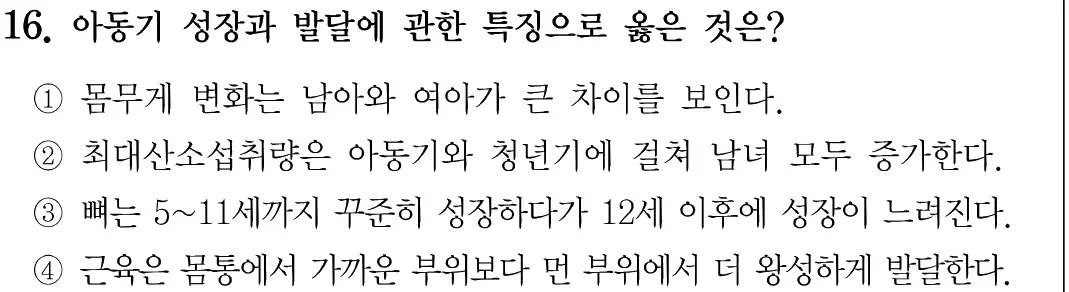 16. 아동기 성장과 발달에 관한 특징으로 옳은 것은?
① 몸무게 변화는 남아와 여아가 큰 차이를 보인다.
② 최대산소섭취량은 아동기와 청년기에 걸쳐 남녀 모두 증가한다.
③ 뼈는 5~11세까지 꾸준히 성장하다가 12세 이후에 성장이 느려진다.
④ 근육은 몸통에서 가까운 부위보다 먼 부위에서 더 왕성하게 발달한다.